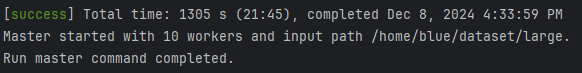 [success] Total time: 1305 s (21:45), completed Dec 8, 2024 4:33:59 PM
Master started with 10 workers and input path /home/blue/dataset/large.
Run master command completed.